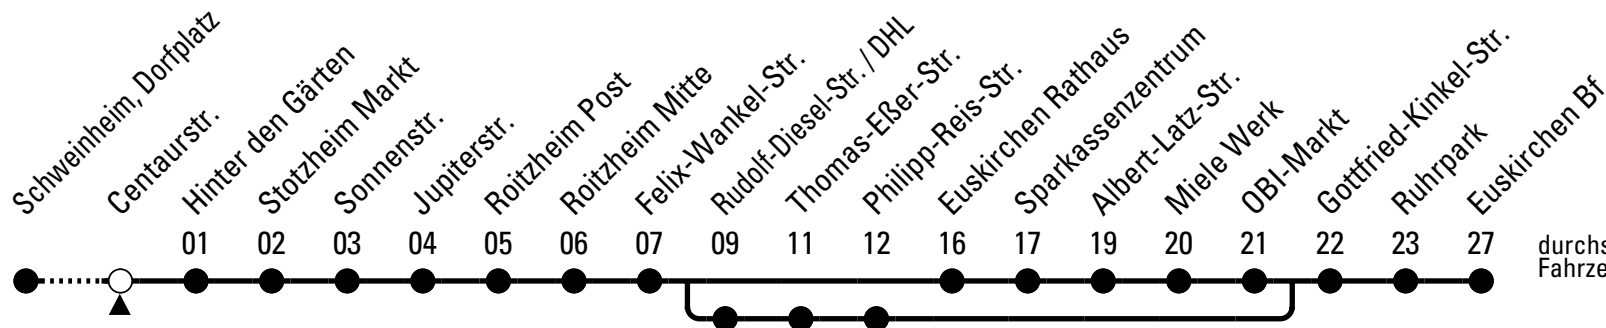 Schweinheim, Dorfplatz
Centaurstr.
Hinter den Gärten
Stotzheim Markt
Sonnenstr.
Jupiterstr.
Roitzheim Post
Roitzheim Mitte
Felix-Wankel-Str.
Rudolf-Diesel-Str. / DHL
Thomas-Eßer-Str.
Philipp-Reis-Str.
Euskirchen Rathaus
Sparkassenzentrum
Albert-Latz-Str.
Miele Werk
OBI-Markt
Gottfried-Kinkel-Str.
Ruhrpark
Euskirchen Bf
01 02 03 04 05 06 07 09 11 12 16 17 19 20 21 22 23 27
durchs
Fahrze